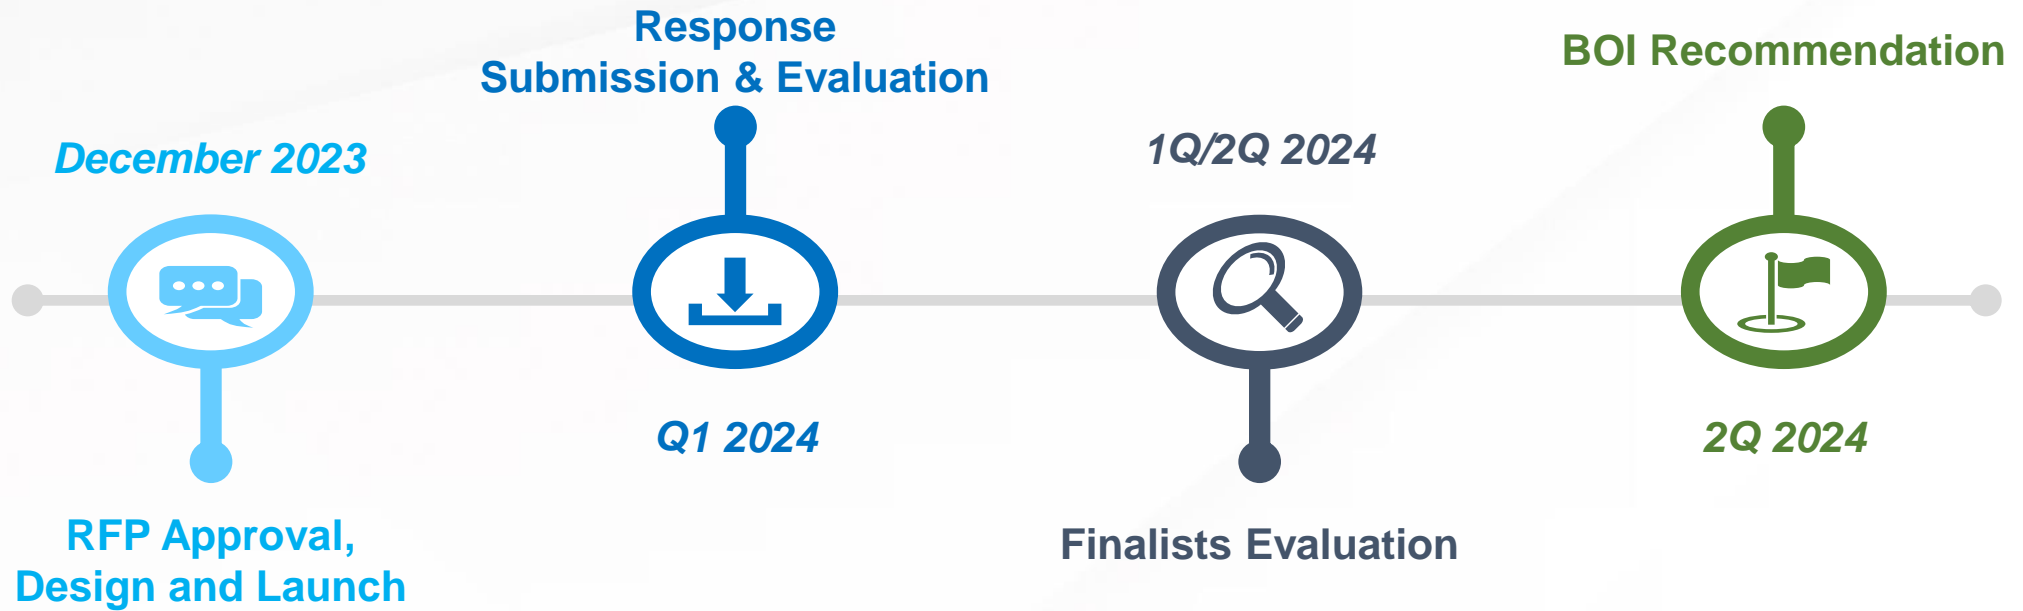 December 2023
RFP Approval,
Design and Launch
Response
Submission & Evaluation
Q1 2024
1Q/2Q 2024
Finalists Evaluation
BOI Recommendation
2Q 2024